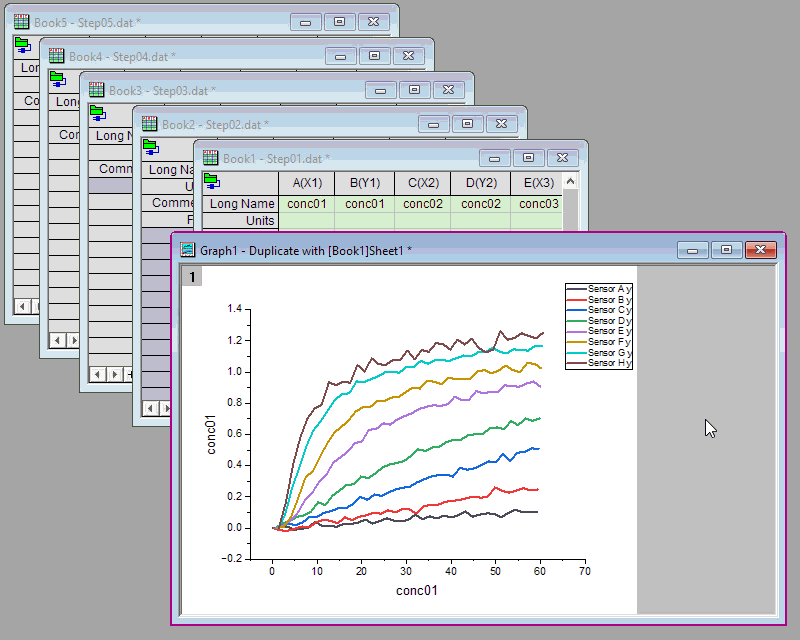 Book5 - Step05.dat *
Book4 - Step04.dat *
Lor
Book3 - Step03.dat *
Co
Long
Book2 - Step02.dat *
Cor
Long N
Book1 - Step01.dat *
Comm
Long Na
A(X1) B(Y1) C(X2) D(Y2) E(X3)
U
Comme
Long Name conc01 conc01 conc02 conc02 conc03
F
Units
Graph1 - Duplicate with [Book1]Sheet1 *
1
Sensor A y
Sensor B y
Sensor C y
Sensor D y
Sensor E y
Sensor F y
Sensor G y
Sensor H y
1.4
1.2
1.0
0.8
0.6
0.4
0.2
0.0
-0.2
conc01
0 10 20 30 40 50 60 70
conc01